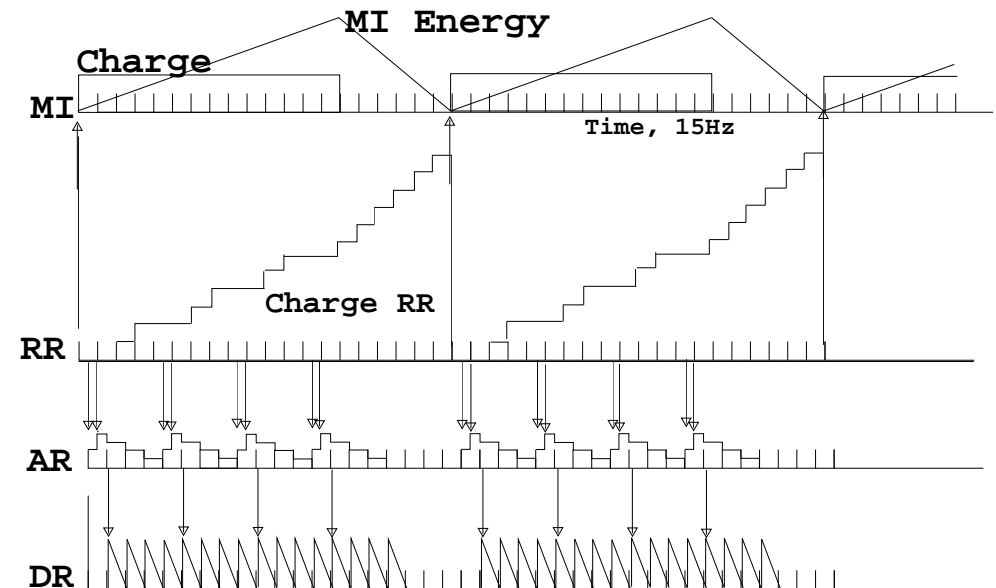 MI Energy
Charge
MI
Time, 15Hz
Charge RR
RR
AR
DR